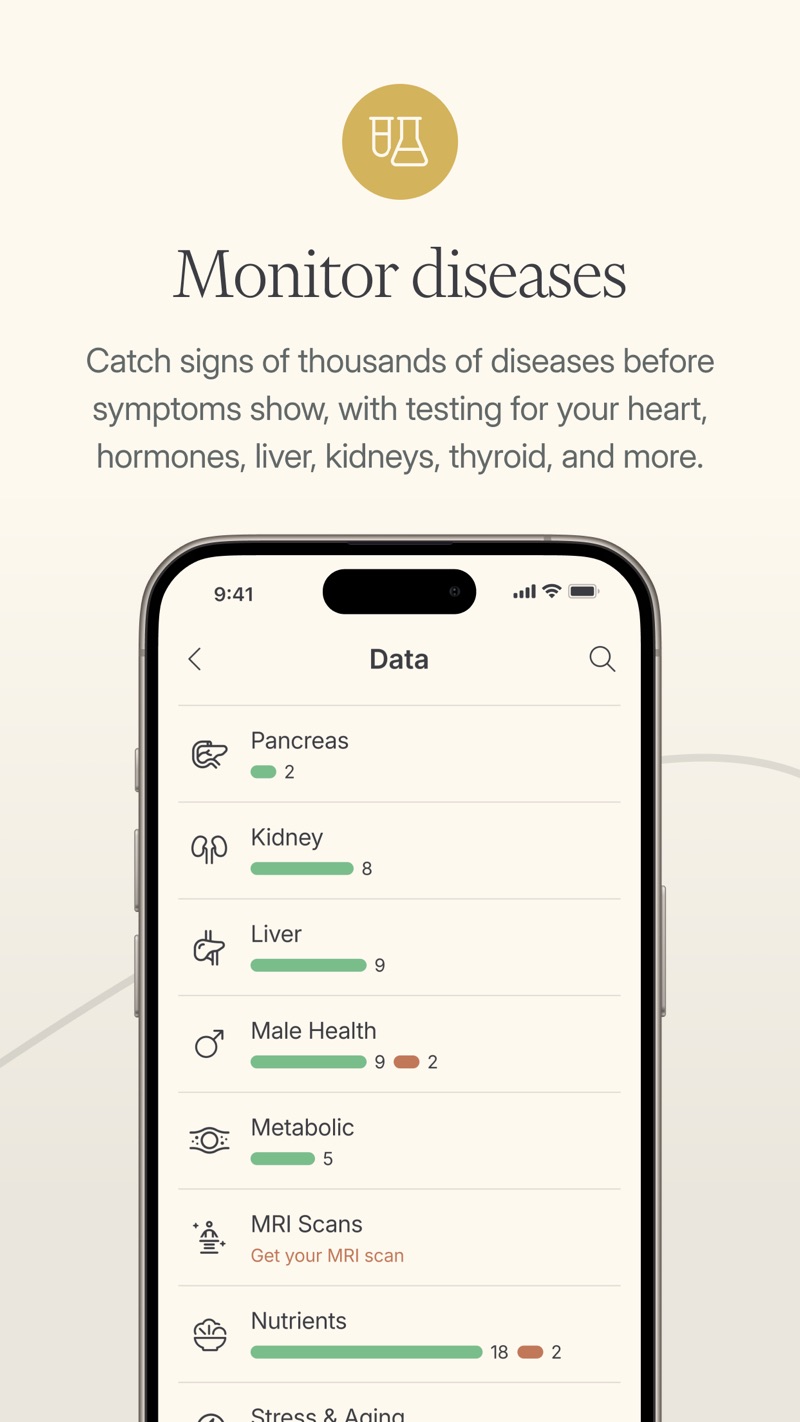 Monitor diseases
Catch signs of thousands of diseases before
symptoms show, with testing for your heart,
hormones, liver, kidneys, thyroid, and more.
9:41
Data
Pancreas
2
Kidney
8
Liver
9
Male Health
9 2
Metabolic
5
MRI Scans
Get your MRI scan
Nutrients
18 2
Stress & Aging